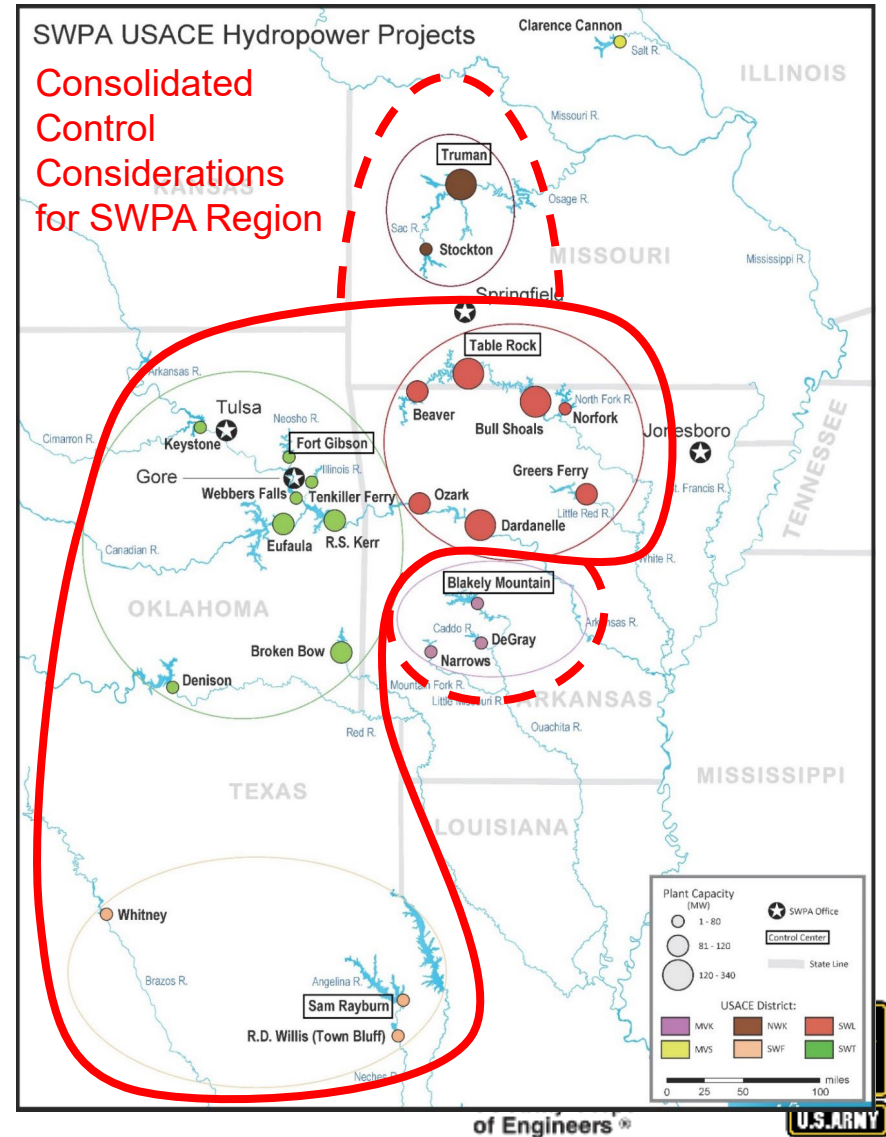 SWPA USACE Hydropower Projects
Consolidated
Control
Considerations
for SWPA Region
KANSAS
Clarence Cannon
Salt R.
ILLINOIS
Missouri R.
Truman
Osage R.
Sac R.
Stockton
MISSOURI
Mississippi R.
Springfield
Arkansas R.
Table Rock
Tulsa
Neosho R.
Beaver
Bull Shoals
North Fork R.
Norfork
Cimarron R.
Keystone
Fort Gibson
Jonesboro
TENNESSEE
Gore
Illinois R.
Greers Ferry
Webbers Falls
Tenkiller Ferry
Ozark
Little Red R.
St. Francis R.
Eufaula
R.S. Kerr
Dardanelle
Canadian R.
White R.
Blakely Mountain
OKLAHOMA
Caddo R.
DeGray
Arkansas R.
Broken Bow
Narrows
Denison
Mountain Fork R.
Little Missouri R.
ARKANSAS
Red R.
Ouachita R.
TEXAS
MISSISSIPPI
LOUISIANA
Whitney
Brazos R.
Angelina R.
Sam Rayburn
R.D. Willis (Town Bluff)
Neches R.
Plant Capacity
(MW)
1 - 80
81 - 120
120 - 340
SWPA Office
Control Center
State Line
USACE District:
MVK
NWK
SWL
MVS
SWF
SWT
miles
0 25 50 100
of Engineers ®
U.S.ARMY